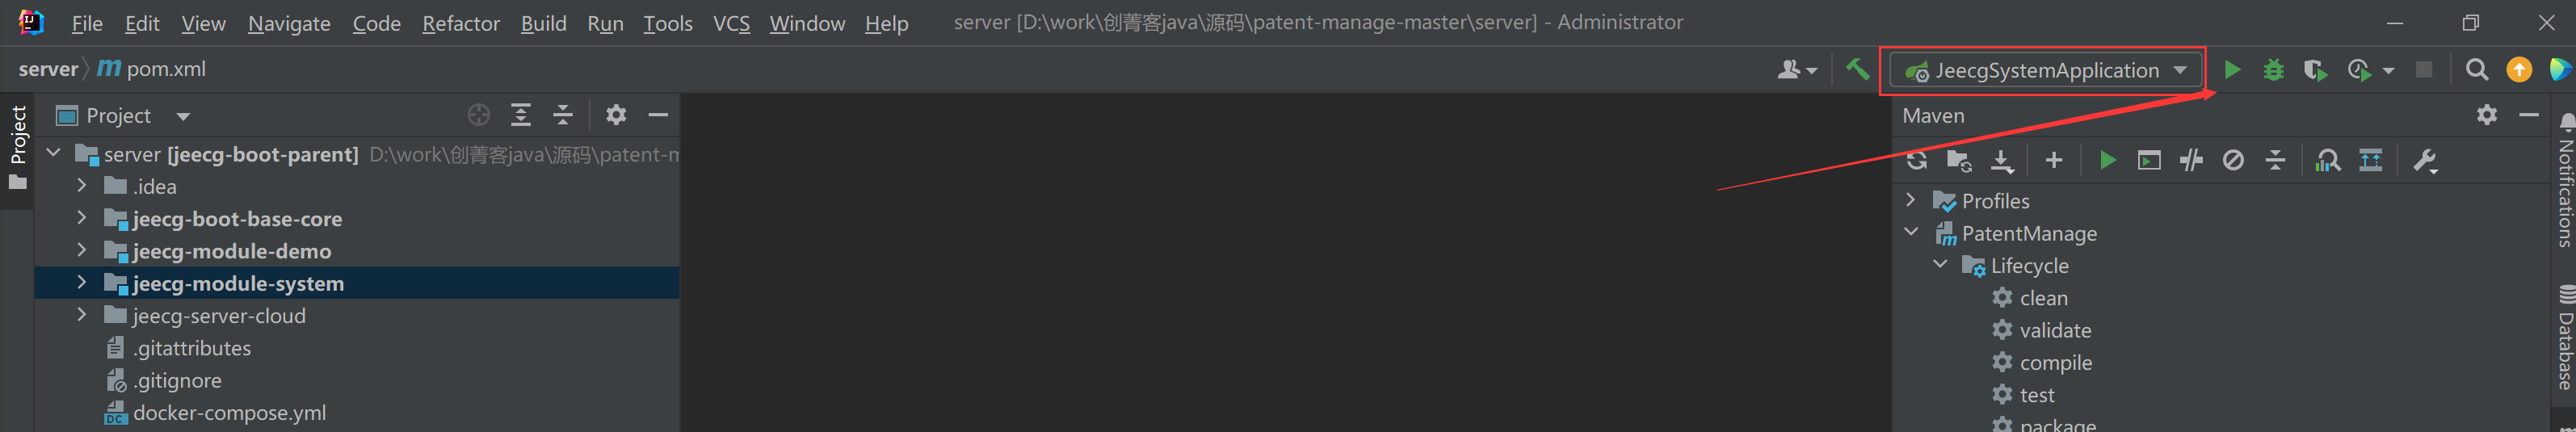 File Edit View Navigate Code Refactor Build Run Tools VCS Window Help server [D:\work\创菁客java\源码\patent-manage-master\server] - Administrator
server pom.xml JeecgSystemApplication
Project
Project
Maven
server [jeecg-boot-parent] D:\work\创菁客java\源码\patent-m
.idea
jeecg-boot-base-core
jeecg-module-demo
jeecg-module-system
jeecg-server-cloud
.gitattributes
.gitignore
docker-compose.yml
Profiles
PatentManage
Lifecycle
clean
validate
compile
test
package
Notifications
Database